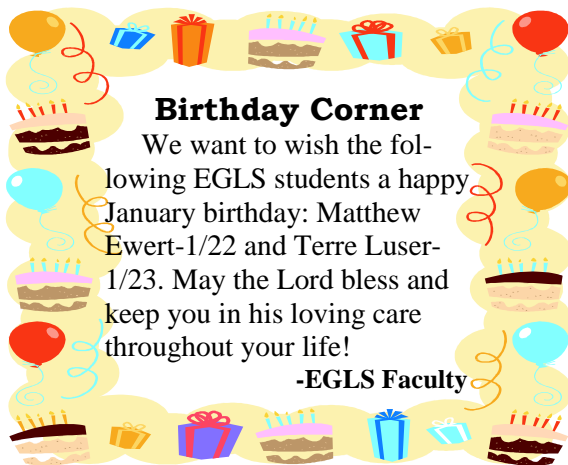 Birthday Corner
We want to wish the fol-
lowing EGLS students a happy
January birthday: Matthew
Ewert-1/22 and Terre Luser-
1/23. May the Lord bless and
keep you in his loving care
throughout your life!
-EGLS Faculty